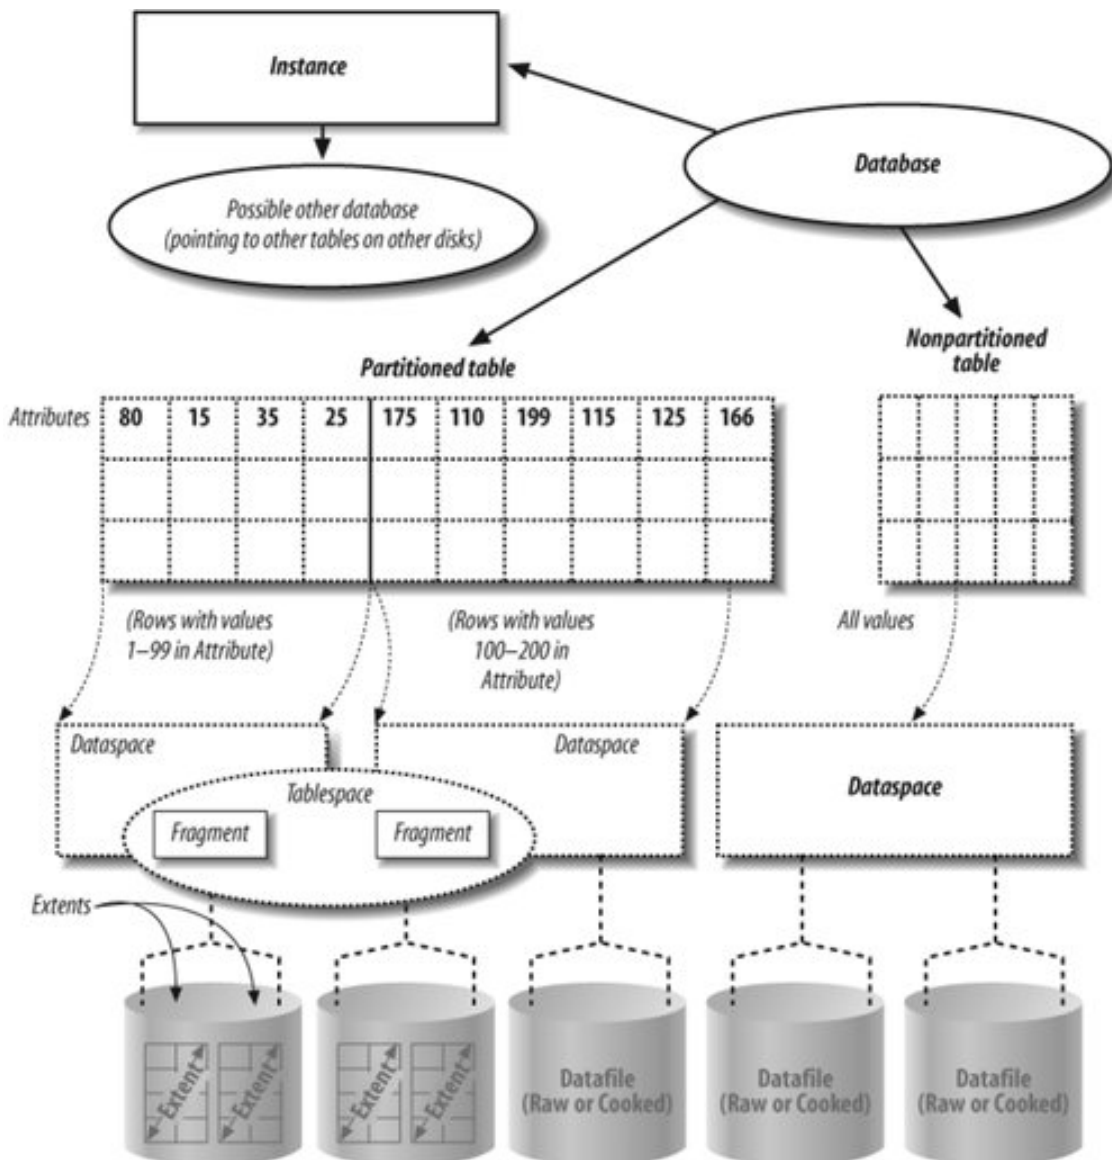 Instance
Database
Possible other database
(pointing to other tables on other disks)
Nonpartitioned
table
Partitioned table
Attributes 80 15 35 25 175 110 199 115 125 166
(Rows with values
1–99 in Attribute)
(Rows with values
100–200 in
Attribute)
All values
Dataspace
Dataspace
Dataspace
Tablespace
Fragment
Fragment
Extents
Extent
Extent
Extent
Extent
Datafile
(Raw or Cooked)
Datafile
(Raw or Cooked)
Datafile
(Raw or Cooked)